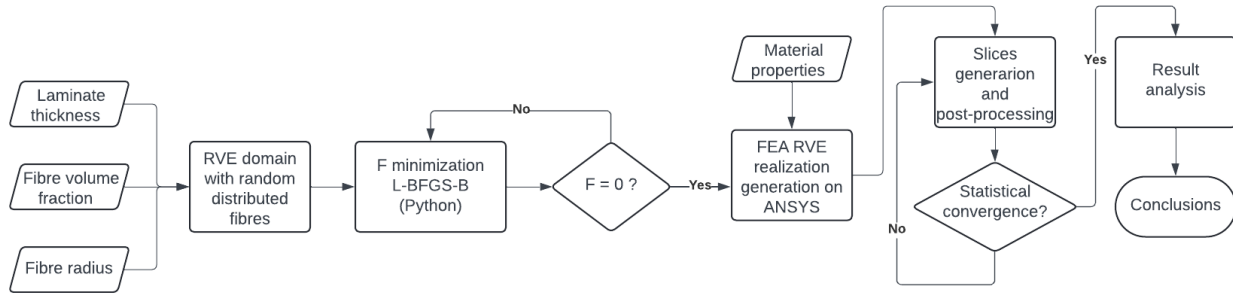 Laminate
thickness
Fibre volume
fraction
Fibre radius
RVE domain
with random
distributed
fibres
No
F minimization
L-BFGS-B
(Python)
F = 0 ?
Yes
Material
properties
FEA RVE
realization
generation on
ANSYS
Slices
generarion
and
post-processing
Statistical
convergence?
No
Yes
Result
analysis
Conclusions